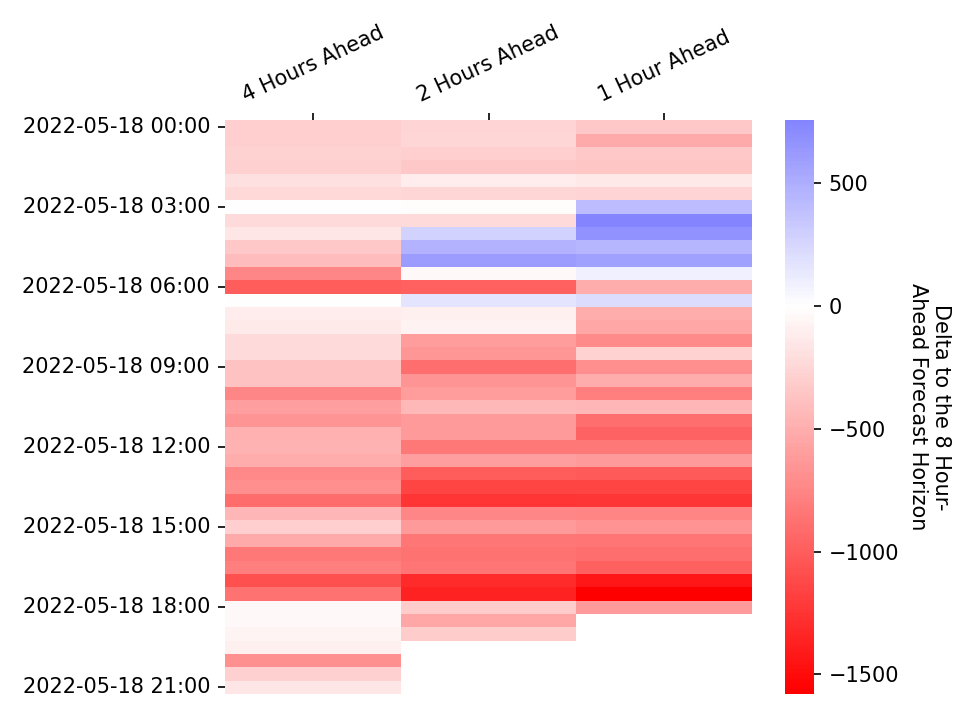 4 Hours Ahead
2 Hours Ahead
1 Hour Ahead
2022-05-18 00:00
2022-05-18 03:00
2022-05-18 06:00
2022-05-18 09:00
2022-05-18 12:00
2022-05-18 15:00
2022-05-18 18:00
2022-05-18 21:00
500
0
−500
−1000
−1500
Delta to the 8 Hour-
Ahead Forecast Horizon